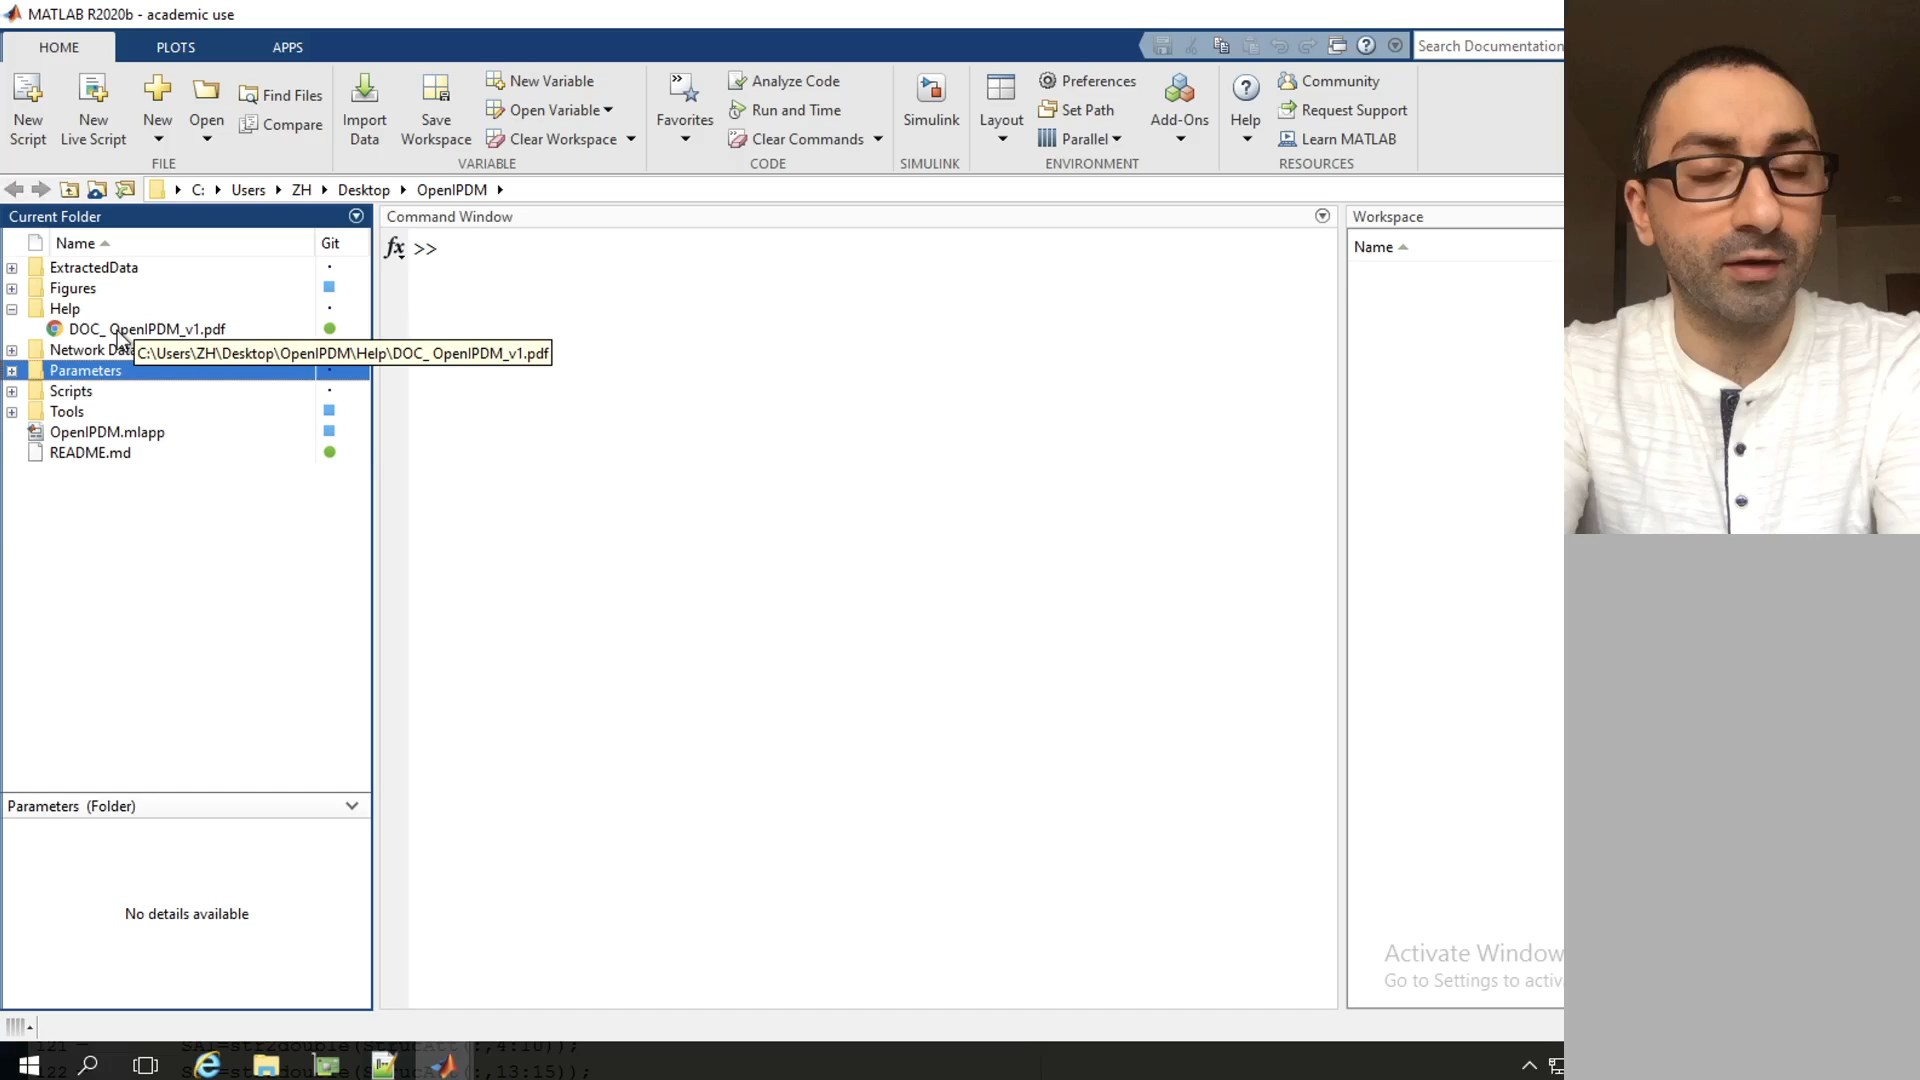 MATLAB R2020b - academic use
HOME PLOTS APPS
Search Documentation
New Script
New Live Script
New
Open
Find Files
Compare
FILE
Import Data
Save Workspace
New Variable
Open Variable
Clear Workspace
VARIABLE
Favorites
Analyze Code
Run and Time
Clear Commands
CODE
Simulink
SIMULINK
Layout
Preferences
Set Path
Parallel
Add-Ons
ENVIRONMENT
Help
Community
Request Support
Learn MATLAB
RESOURCES
C: Users ZH Desktop OpenIPDM
Current Folder
Name Git
ExtractedData
Figures
Help
DOC_ OpenIPDM_v1.pdf
Network Data
C:\Users\ZH\Desktop\OpenIPDM\Help\DOC_ OpenIPDM_v1.pdf
Parameters
Scripts
Tools
OpenIPDM.mlapp
README.md
Parameters (Folder)
No details available
Command Window
fx >>
Workspace
Name
Activate Window
Go to Settings to activ